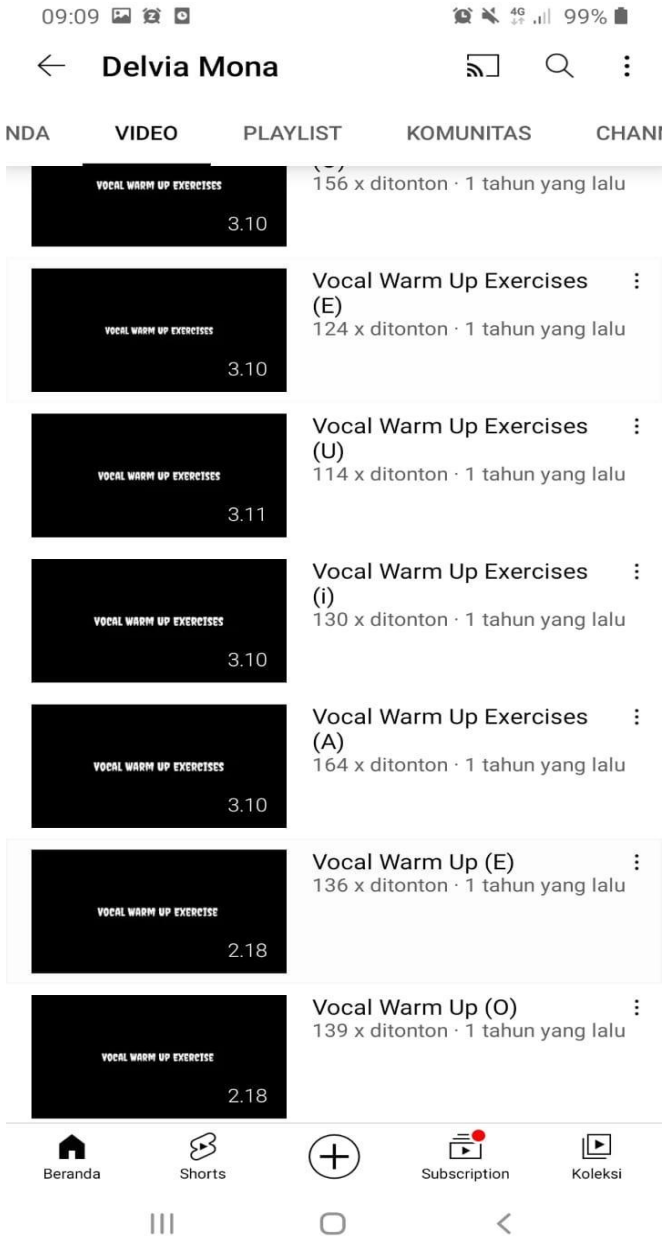 09:09
4G
99%
Delvia Mona
NDA VIDEO PLAYLIST KOMUNITAS CHAN
VOCAL WARM UP EXERCISES
3.10
156 x ditonton · 1 tahun yang lalu
VOCAL WARM UP EXERCISES
3.10
Vocal Warm Up Exercises
(E)
124 x ditonton · 1 tahun yang lalu
VOCAL WARM UP EXERCISES
3.11
Vocal Warm Up Exercises
(U)
114 x ditonton · 1 tahun yang lalu
VOCAL WARM UP EXERCISES
3.10
Vocal Warm Up Exercises
(i)
130 x ditonton · 1 tahun yang lalu
VOCAL WARM UP EXERCISES
3.10
Vocal Warm Up Exercises
(A)
164 x ditonton · 1 tahun yang lalu
VOCAL WARM UP EXERCISE
2.18
Vocal Warm Up (E)
136 x ditonton · 1 tahun yang lalu
VOCAL WARM UP EXERCISE
2.18
Vocal Warm Up (O)
139 x ditonton · 1 tahun yang lalu
Beranda Shorts Subscription Koleksi